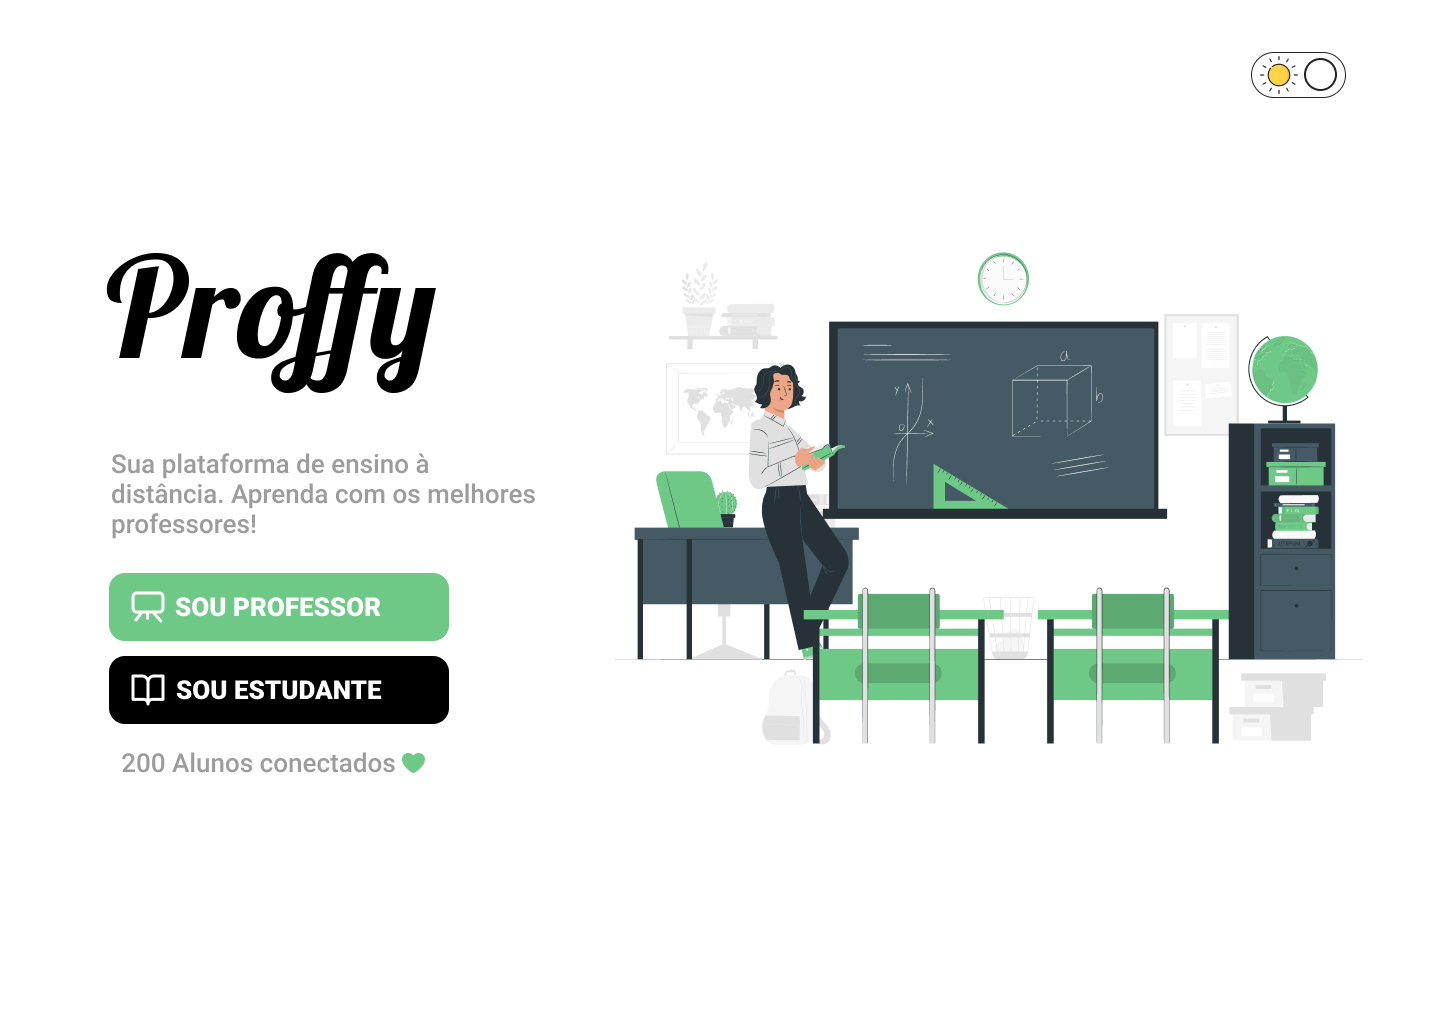 Proffy
Sua plataforma de ensino à
distância. Aprenda com os melhores
professores!
SOU PROFESSOR
SOU ESTUDANTE
200 Alunos conectados
y
x
0
a
b